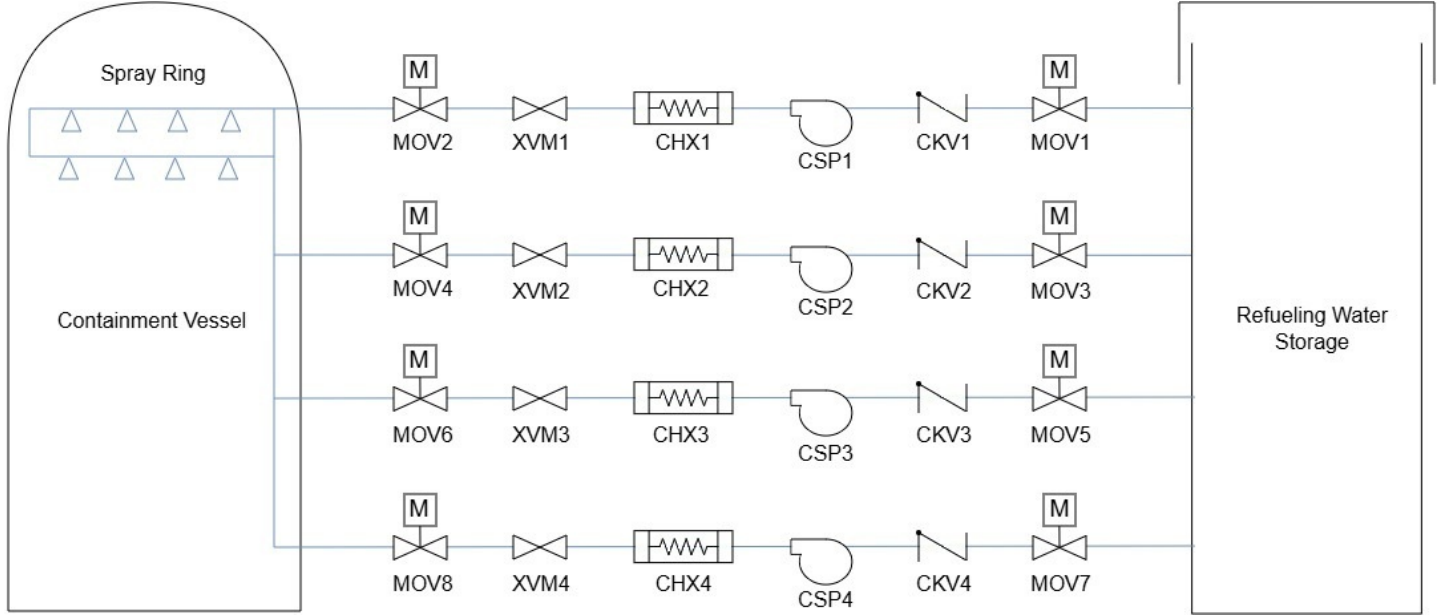 Spray Ring
M M
MOV2 XVM1 CHX1 CSP1 CKV1 MOV1
M M
MOV4 XVM2 CHX2 CSP2 CKV2 MOV3
Containment Vessel
Refueling Water
Storage
M M
MOV6 XVM3 CHX3 CSP3 CKV3 MOV5
M M
MOV8 XVM4 CHX4 CSP4 CKV4 MOV7